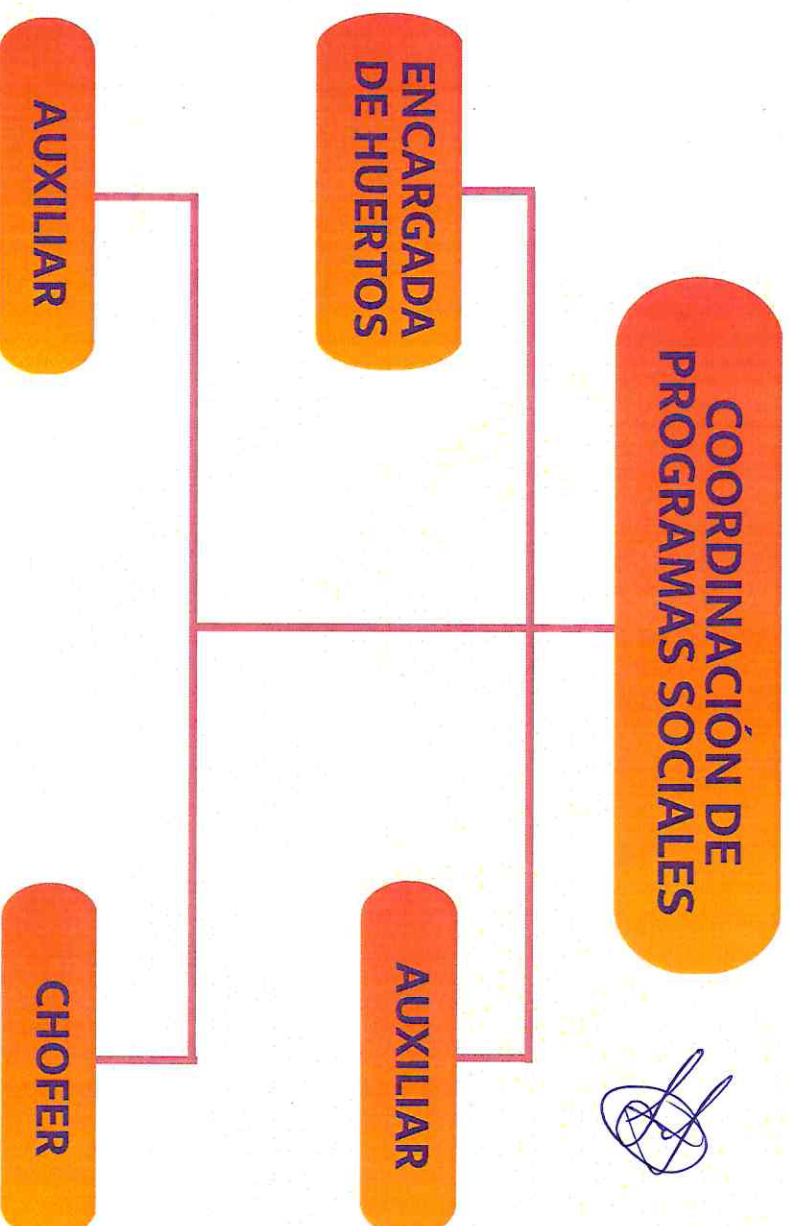 COORDINACIÓN DE
PROGRAMAS SOCIALES
ENCARGADA
DE HUERTOS
AUXILIAR
AUXILIAR
CHOFER